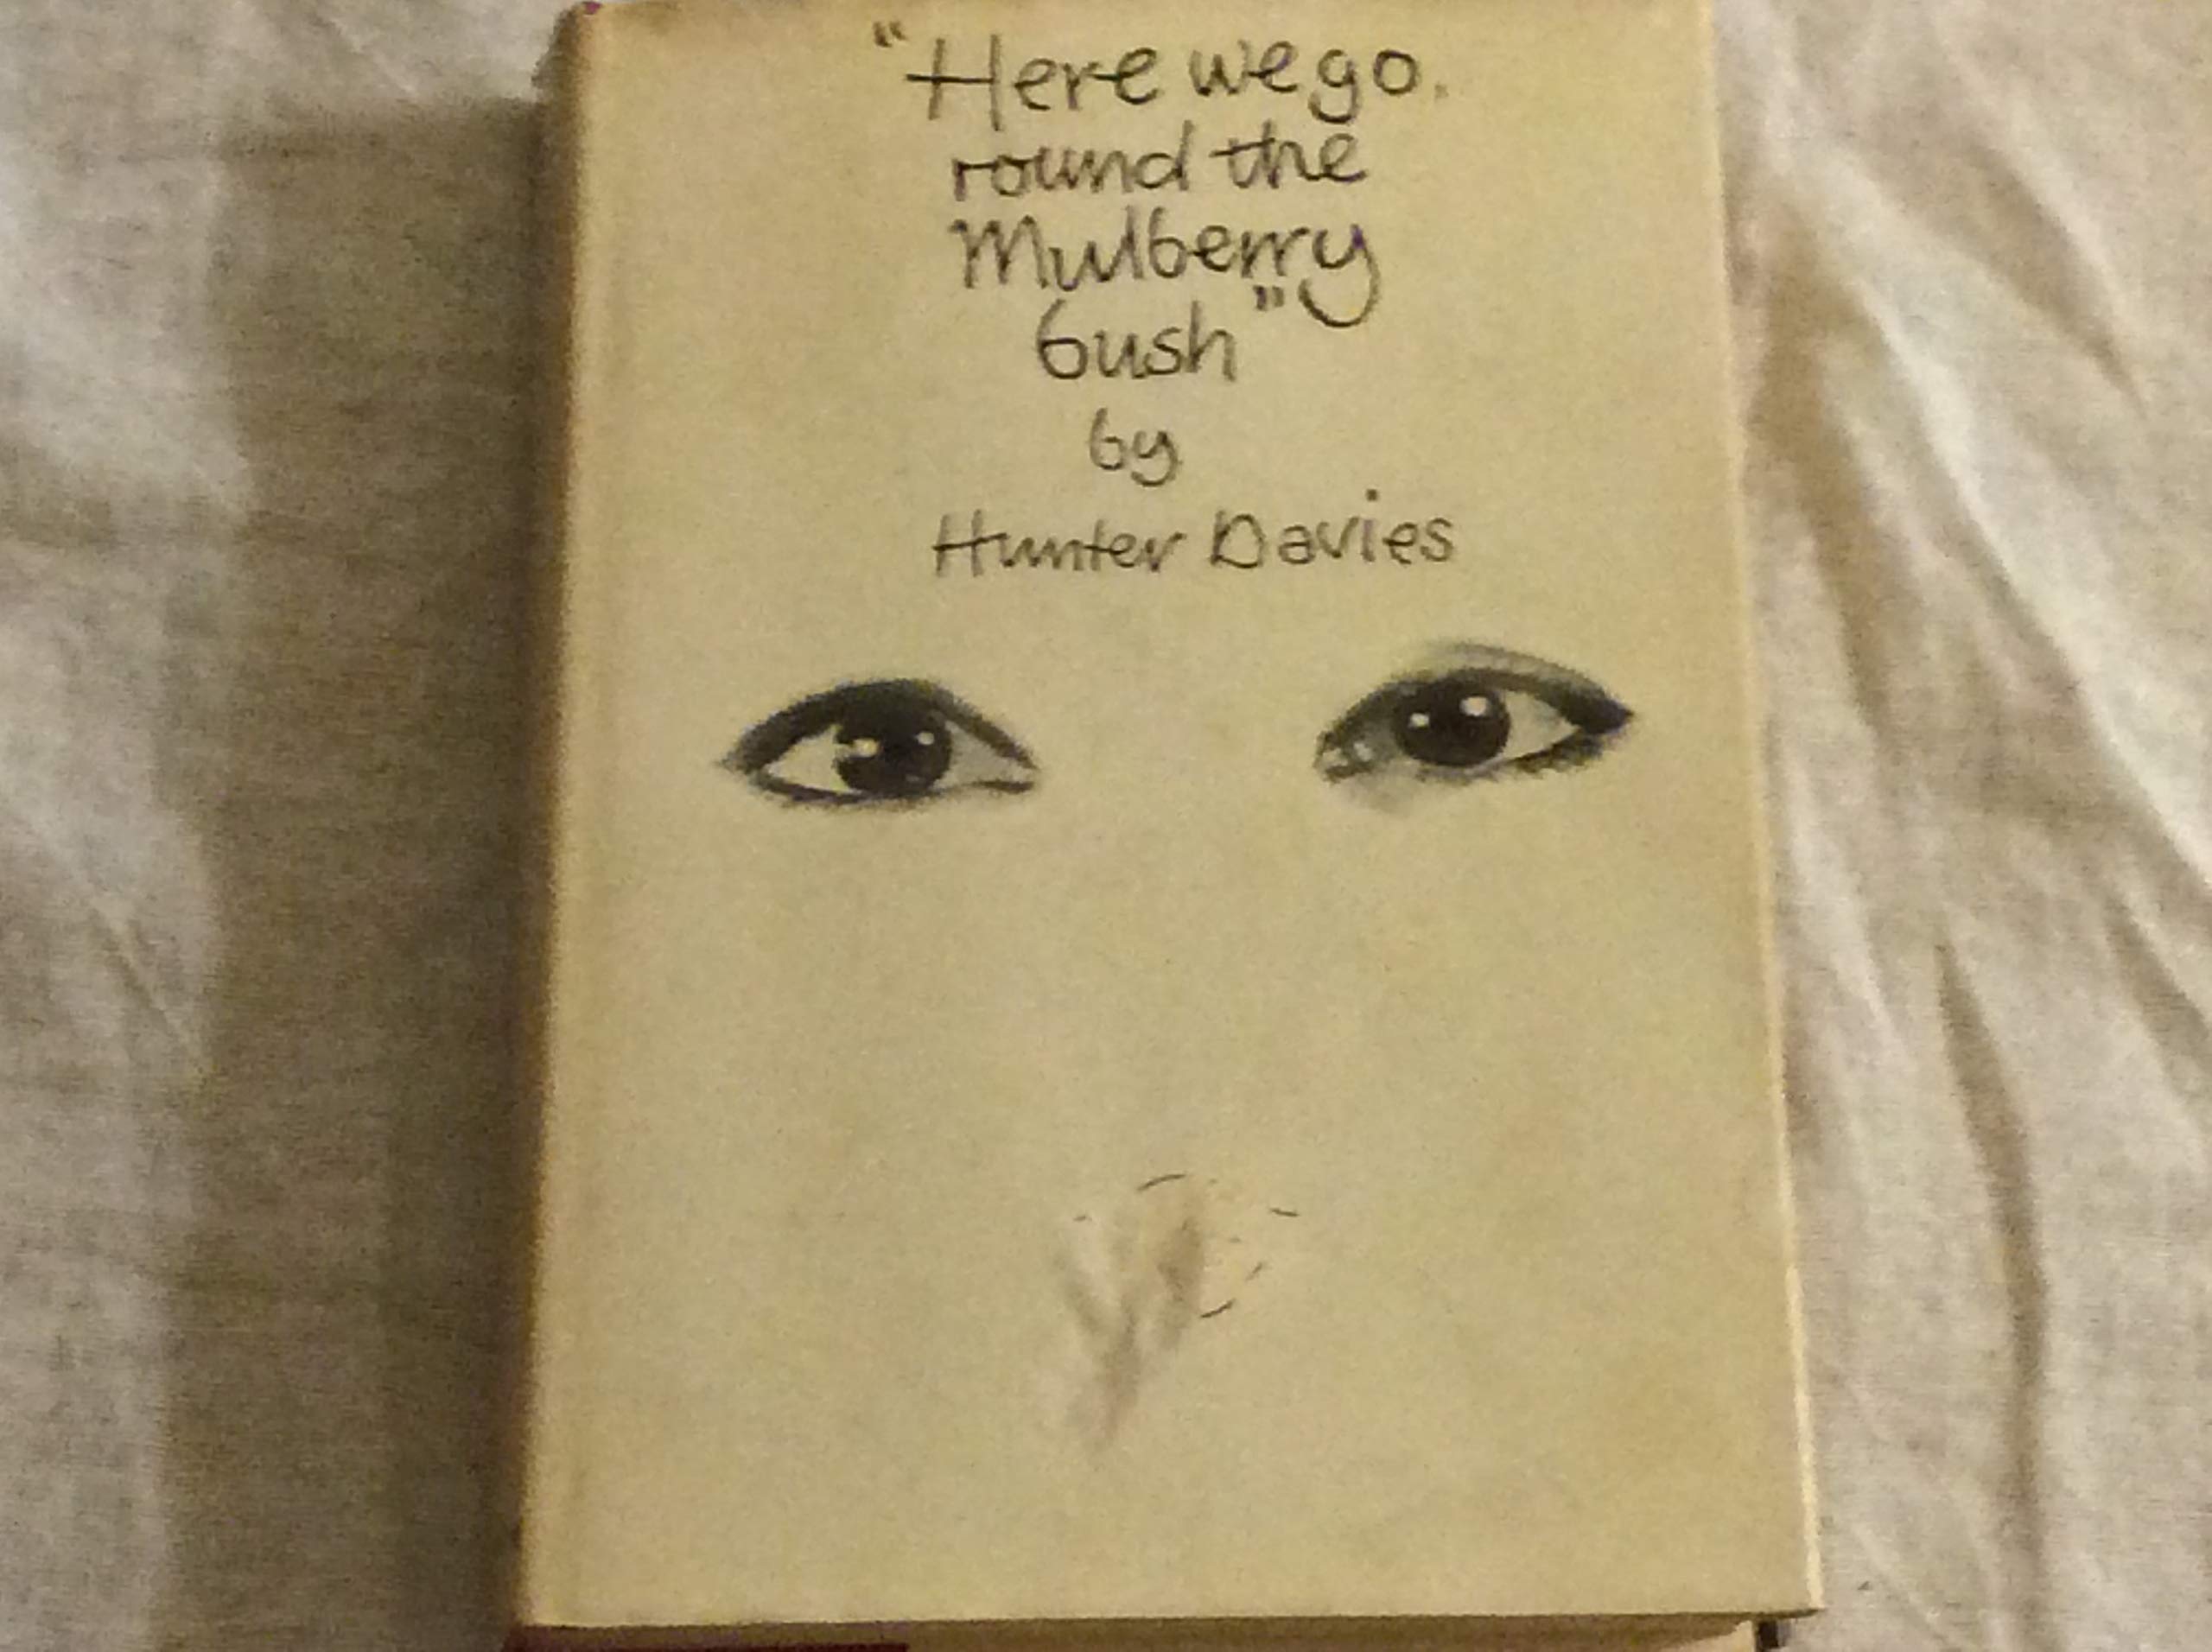 "Here we go.
round the
Mulberry
bush"
by
Hunter Davies